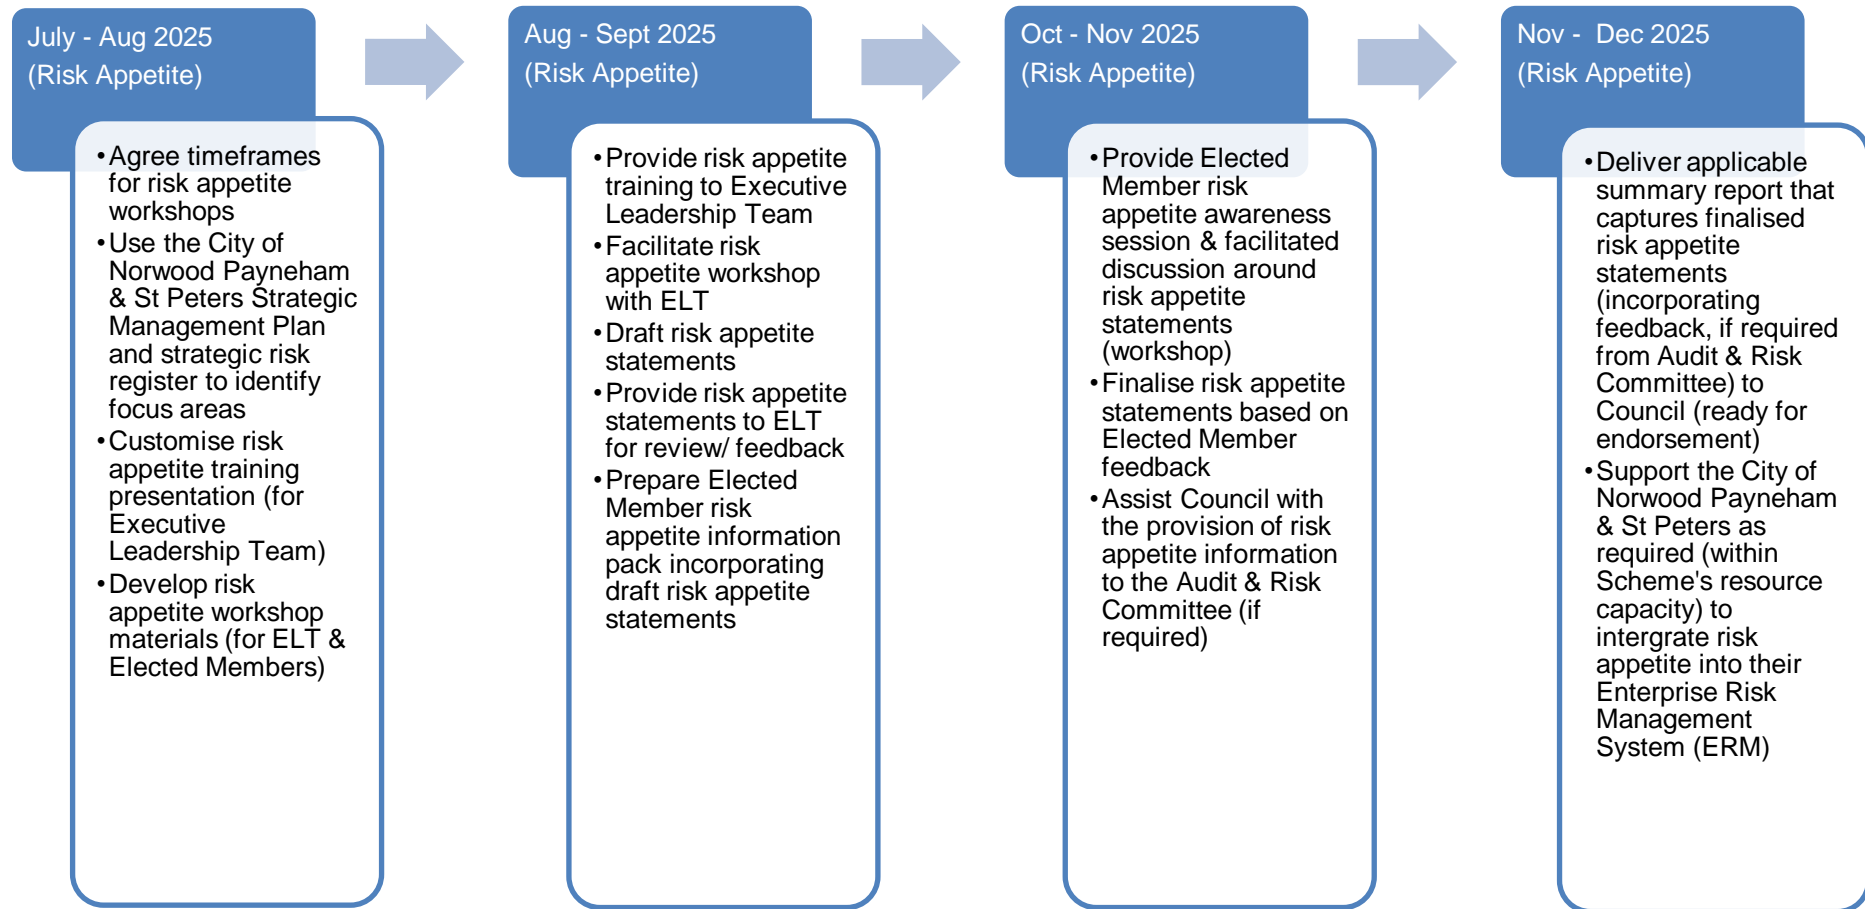 July - Aug 2025
(Risk Appetite)
•Agree timeframes
for risk appetite
workshops
•Use the City of
Norwood Payneham
& St Peters Strategic
Management Plan
and strategic risk
register to identify
focus areas
•Customise risk
appetite training
presentation (for
Executive
Leadership Team)
•Develop risk
appetite workshop
materials (for ELT &
Elected Members)
Aug - Sept 2025
(Risk Appetite)
•Provide risk appetite
training to Executive
Leadership Team
•Facilitate risk
appetite workshop
with ELT
•Draft risk appetite
statements
•Provide risk appetite
statements to ELT
for review/ feedback
•Prepare Elected
Member risk
appetite information
pack incorporating
draft risk appetite
statements
Oct - Nov 2025
(Risk Appetite)
•Provide Elected
Member risk
appetite awareness
session & facilitated
discussion around
risk appetite
statements
(workshop)
•Finalise risk appetite
statements based on
Elected Member
feedback
•Assist Council with
the provision of risk
appetite information
to the Audit & Risk
Committee (if
required)
Nov - Dec 2025
(Risk Appetite)
•Deliver applicable
summary report that
captures finalised
risk appetite
statements
(incorporating
feedback, if required
from Audit & Risk
Committee) to
Council (ready for
endorsement)
•Support the City of
Norwood Payneham
& St Peters as
required (within
Scheme's resource
capacity) to
intergrate risk
appetite into their
Enterprise Risk
Management
System (ERM)